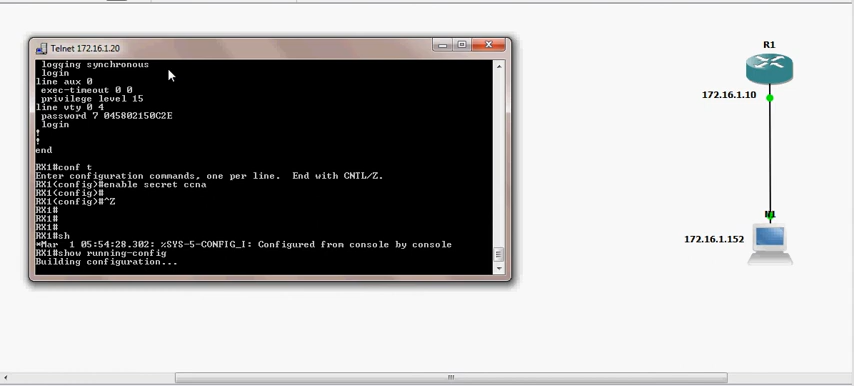 Telnet 172.16.1.20
logging synchronous
login
line aux 0
exec-timeout 0 0
privilege level 15
line vty 0 4
password 7 045802150C2E
login
!
!
end
RX1#conf t
Enter configuration commands, one per line.  End with CNTL/Z.
RX1(config)#enable secret ccna
RX1(config)#
RX1(config)#^Z
RX1#
RX1#
RX1#
RX1#sh
*Mar  1 05:54:28.302: %SYS-5-CONFIG_I: Configured from console by console
RX1#show running-config
Building configuration...
R1
172.16.1.10
172.16.1.152